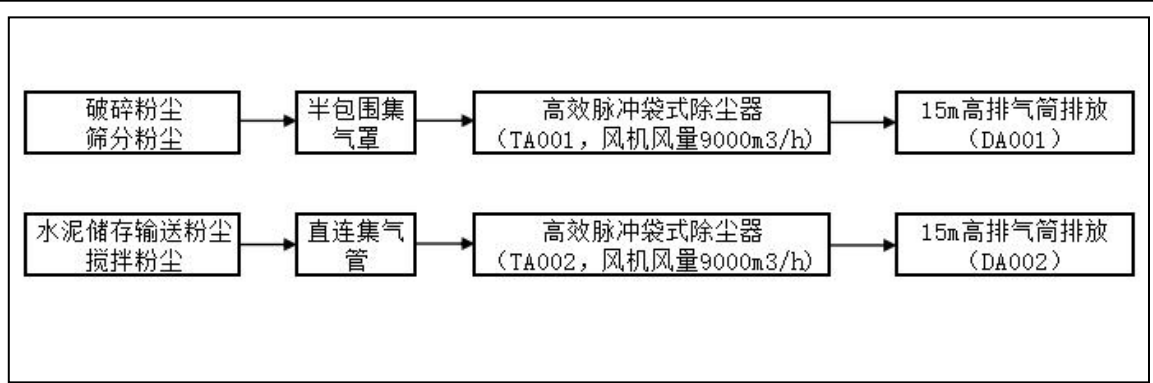 破碎粉尘
筛分粉尘
半包围集
气罩
高效脉冲袋式除尘器
(TA001，风机风量9000m3/h)
15m高排气筒排放
（DA001）
水泥储存输送粉尘
搅拌粉尘
直连集气
管
高效脉冲袋式除尘器
(TA002，风机风量9000m3/h)
15m高排气筒排放
（DA002）